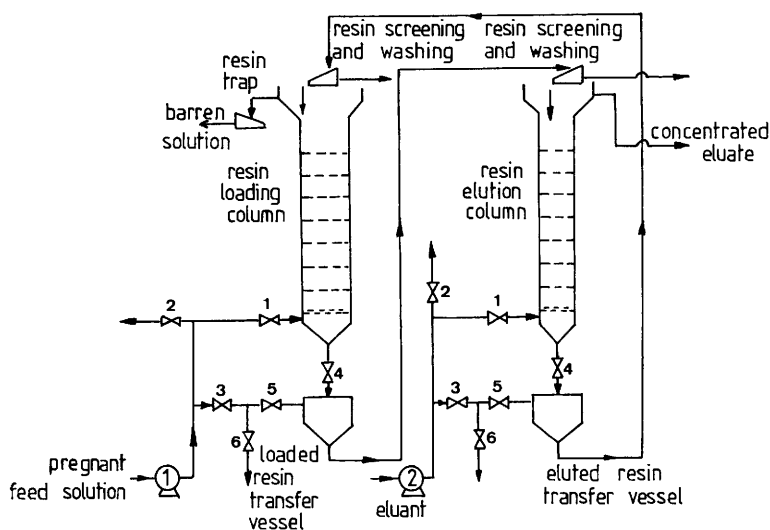 resin screening
and washing
resin screening
and washing
resin
trap
barren
solution
concentrated
eluate
resin
loading
column
resin
elution
column
2
1
2
1
4
4
3
5
3
5
6
6
pregnant
feed solution
1
loaded
resin
transfer
vessel
2
eluant
eluted resin
transfer vessel